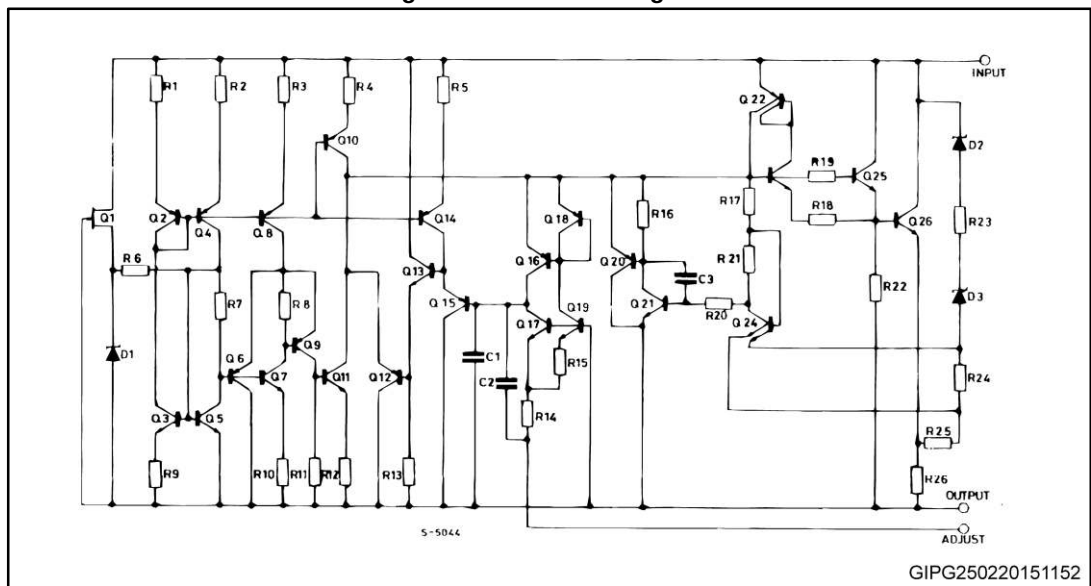 INPUT
R1
R2
R3
R4
R5
Q22
Q10
D2
R19
Q25
R17
R18
Q26
R23
Q1
Q2
Q4
Q8
Q14
Q18
R16
R6
Q13
Q16
Q20
C3
R21
R22
D3
R7
R8
Q15
Q19
Q21
R20
Q24
D1
Q6
Q9
Q17
Q7
Q11
Q12
C1
C2
R15
R24
Q3
Q5
R14
R25
R9
R10
R11
R12
R13
R26
OUTPUT
S-5044
ADJUST
GIPG250220151152